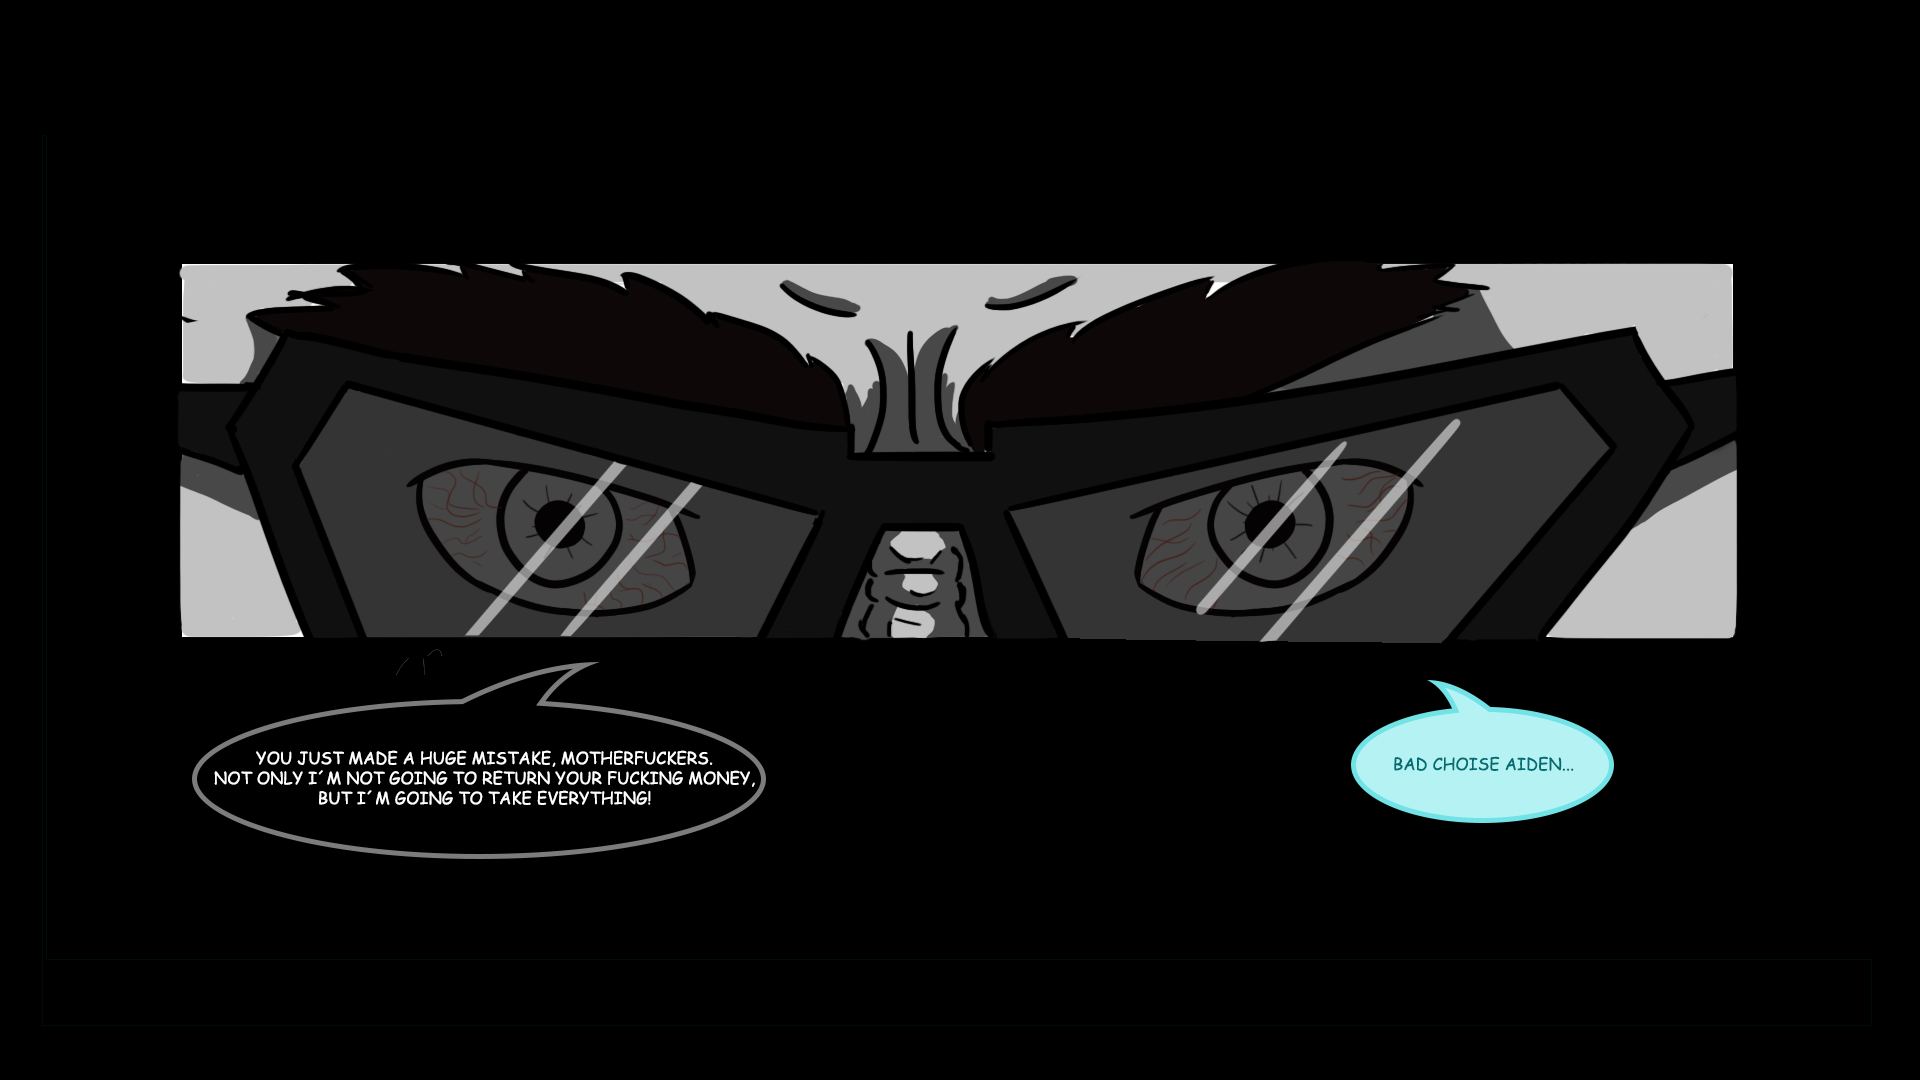 YOU JUST MADE A HUGE MISTAKE, MOTHERFUCKERS.
NOT ONLY I´M NOT GOING TO RETURN YOUR FUCKING MONEY,
BUT I´M GOING TO TAKE EVERYTHING!
BAD CHOISE AIDEN...